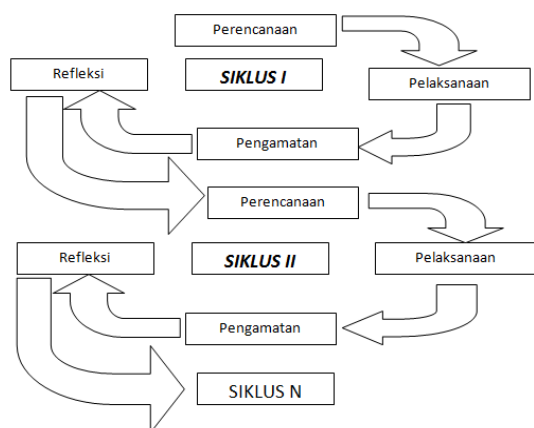 Perencanaan
Refleksi
SIKLUS I
Pelaksanaan
Pengamatan
Perencanaan
Refleksi
SIKLUS II
Pelaksanaan
Pengamatan
SIKLUS N